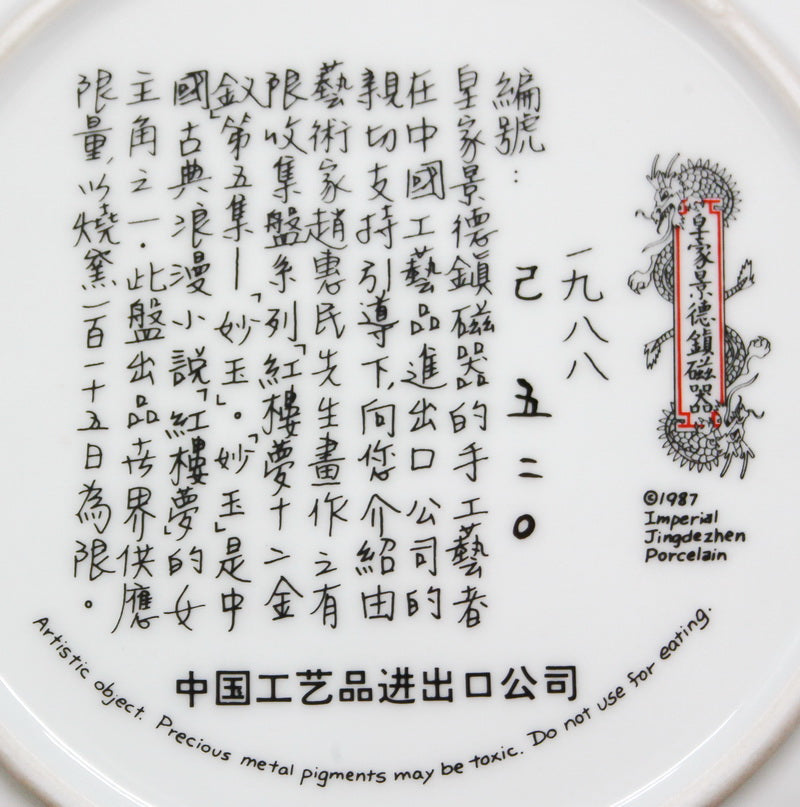 皇家景德鎮磁器
©1987
Imperial
Jingdezhen
Porcelain
一九八八
編號: 己五二〇
皇家景德鎮磁器的手工藝者
在中國工藝品進出口公司的
親切支持引導下,向您介紹由
藝術家趙惠民先生畫作之有
限收集盤系列「紅樓夢十二金
釵」第五集—「妙玉」。「妙玉」是中
國古典浪漫小說「紅樓夢」的女
主角之一.此盤出品世界供應
限量,以燒窯一百一十五日為限。
中国工艺品进出口公司
Artistic object. Precious metal pigments may be toxic. Do not use for eating.